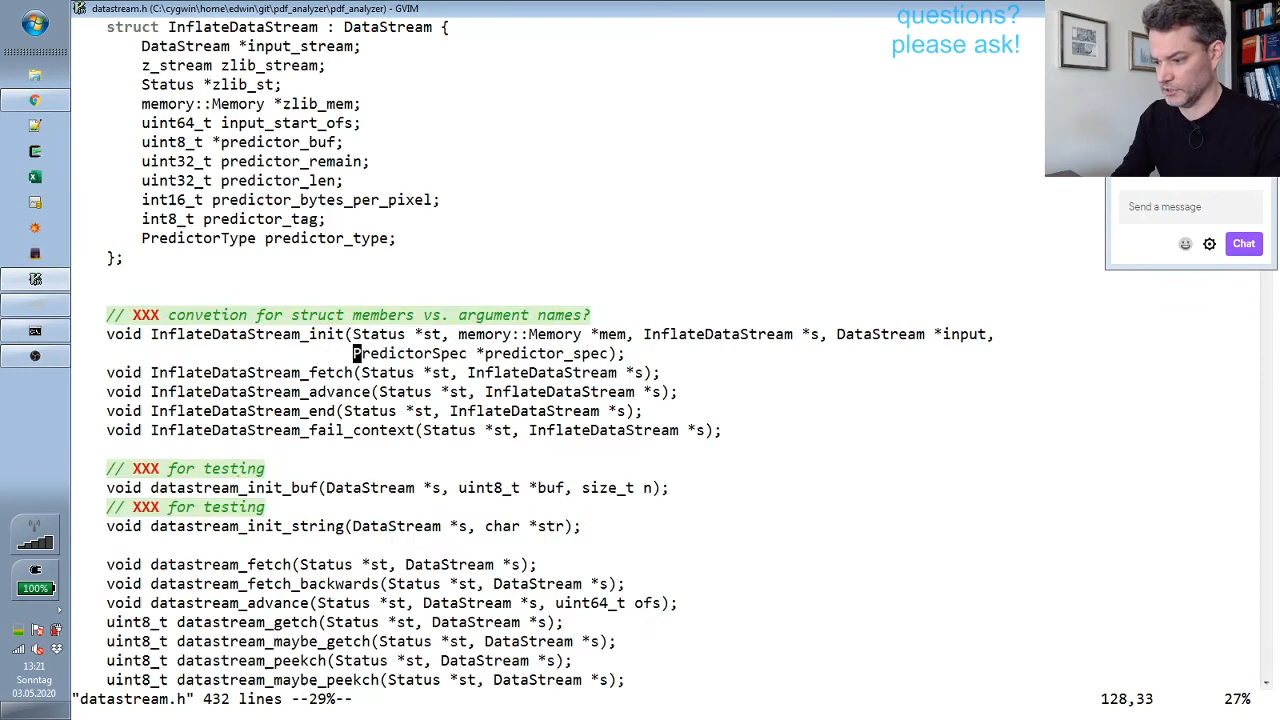 datastream.h (C:\cygwin\home\edwin\git\pdf_analyzer\pdf_analyzer) - GVIM
struct InflateDataStream : DataStream {
DataStream *input_stream;
z_stream zlib_stream;
Status *zlib_st;
memory::Memory *zlib_mem;
uint64_t input_start_ofs;
uint8_t *predictor_buf;
uint32_t predictor_remain;
uint32_t predictor_len;
int16_t predictor_bytes_per_pixel;
int8_t predictor_tag;
PredictorType predictor_type;
};
// XXX convetion for struct members vs. argument names?
void InflateDataStream_init(Status *st, memory::Memory *mem, InflateDataStream *s, DataStream *input,
PredictorSpec *predictor_spec);
void InflateDataStream_fetch(Status *st, InflateDataStream *s);
void InflateDataStream_advance(Status *st, InflateDataStream *s);
void InflateDataStream_end(Status *st, InflateDataStream *s);
void InflateDataStream_fail_context(Status *st, InflateDataStream *s);
// XXX for testing
void datastream_init_buf(DataStream *s, uint8_t *buf, size_t n);
// XXX for testing
void datastream_init_string(DataStream *s, char *str);
void datastream_fetch(Status *st, DataStream *s);
void datastream_fetch_backwards(Status *st, DataStream *s);
void datastream_advance(Status *st, DataStream *s, uint64_t ofs);
uint8_t datastream_getch(Status *st, DataStream *s);
uint8_t datastream_maybe_getch(Status *st, DataStream *s);
uint8_t datastream_peekch(Status *st, DataStream *s);
uint8_t datastream_maybe_peekch(Status *st, DataStream *s);
"datastream.h" 432 lines --29%--
128,33
27%
questions?
please ask!
Send a message
Chat
100%
13:21
Sonntag
03.05.2020